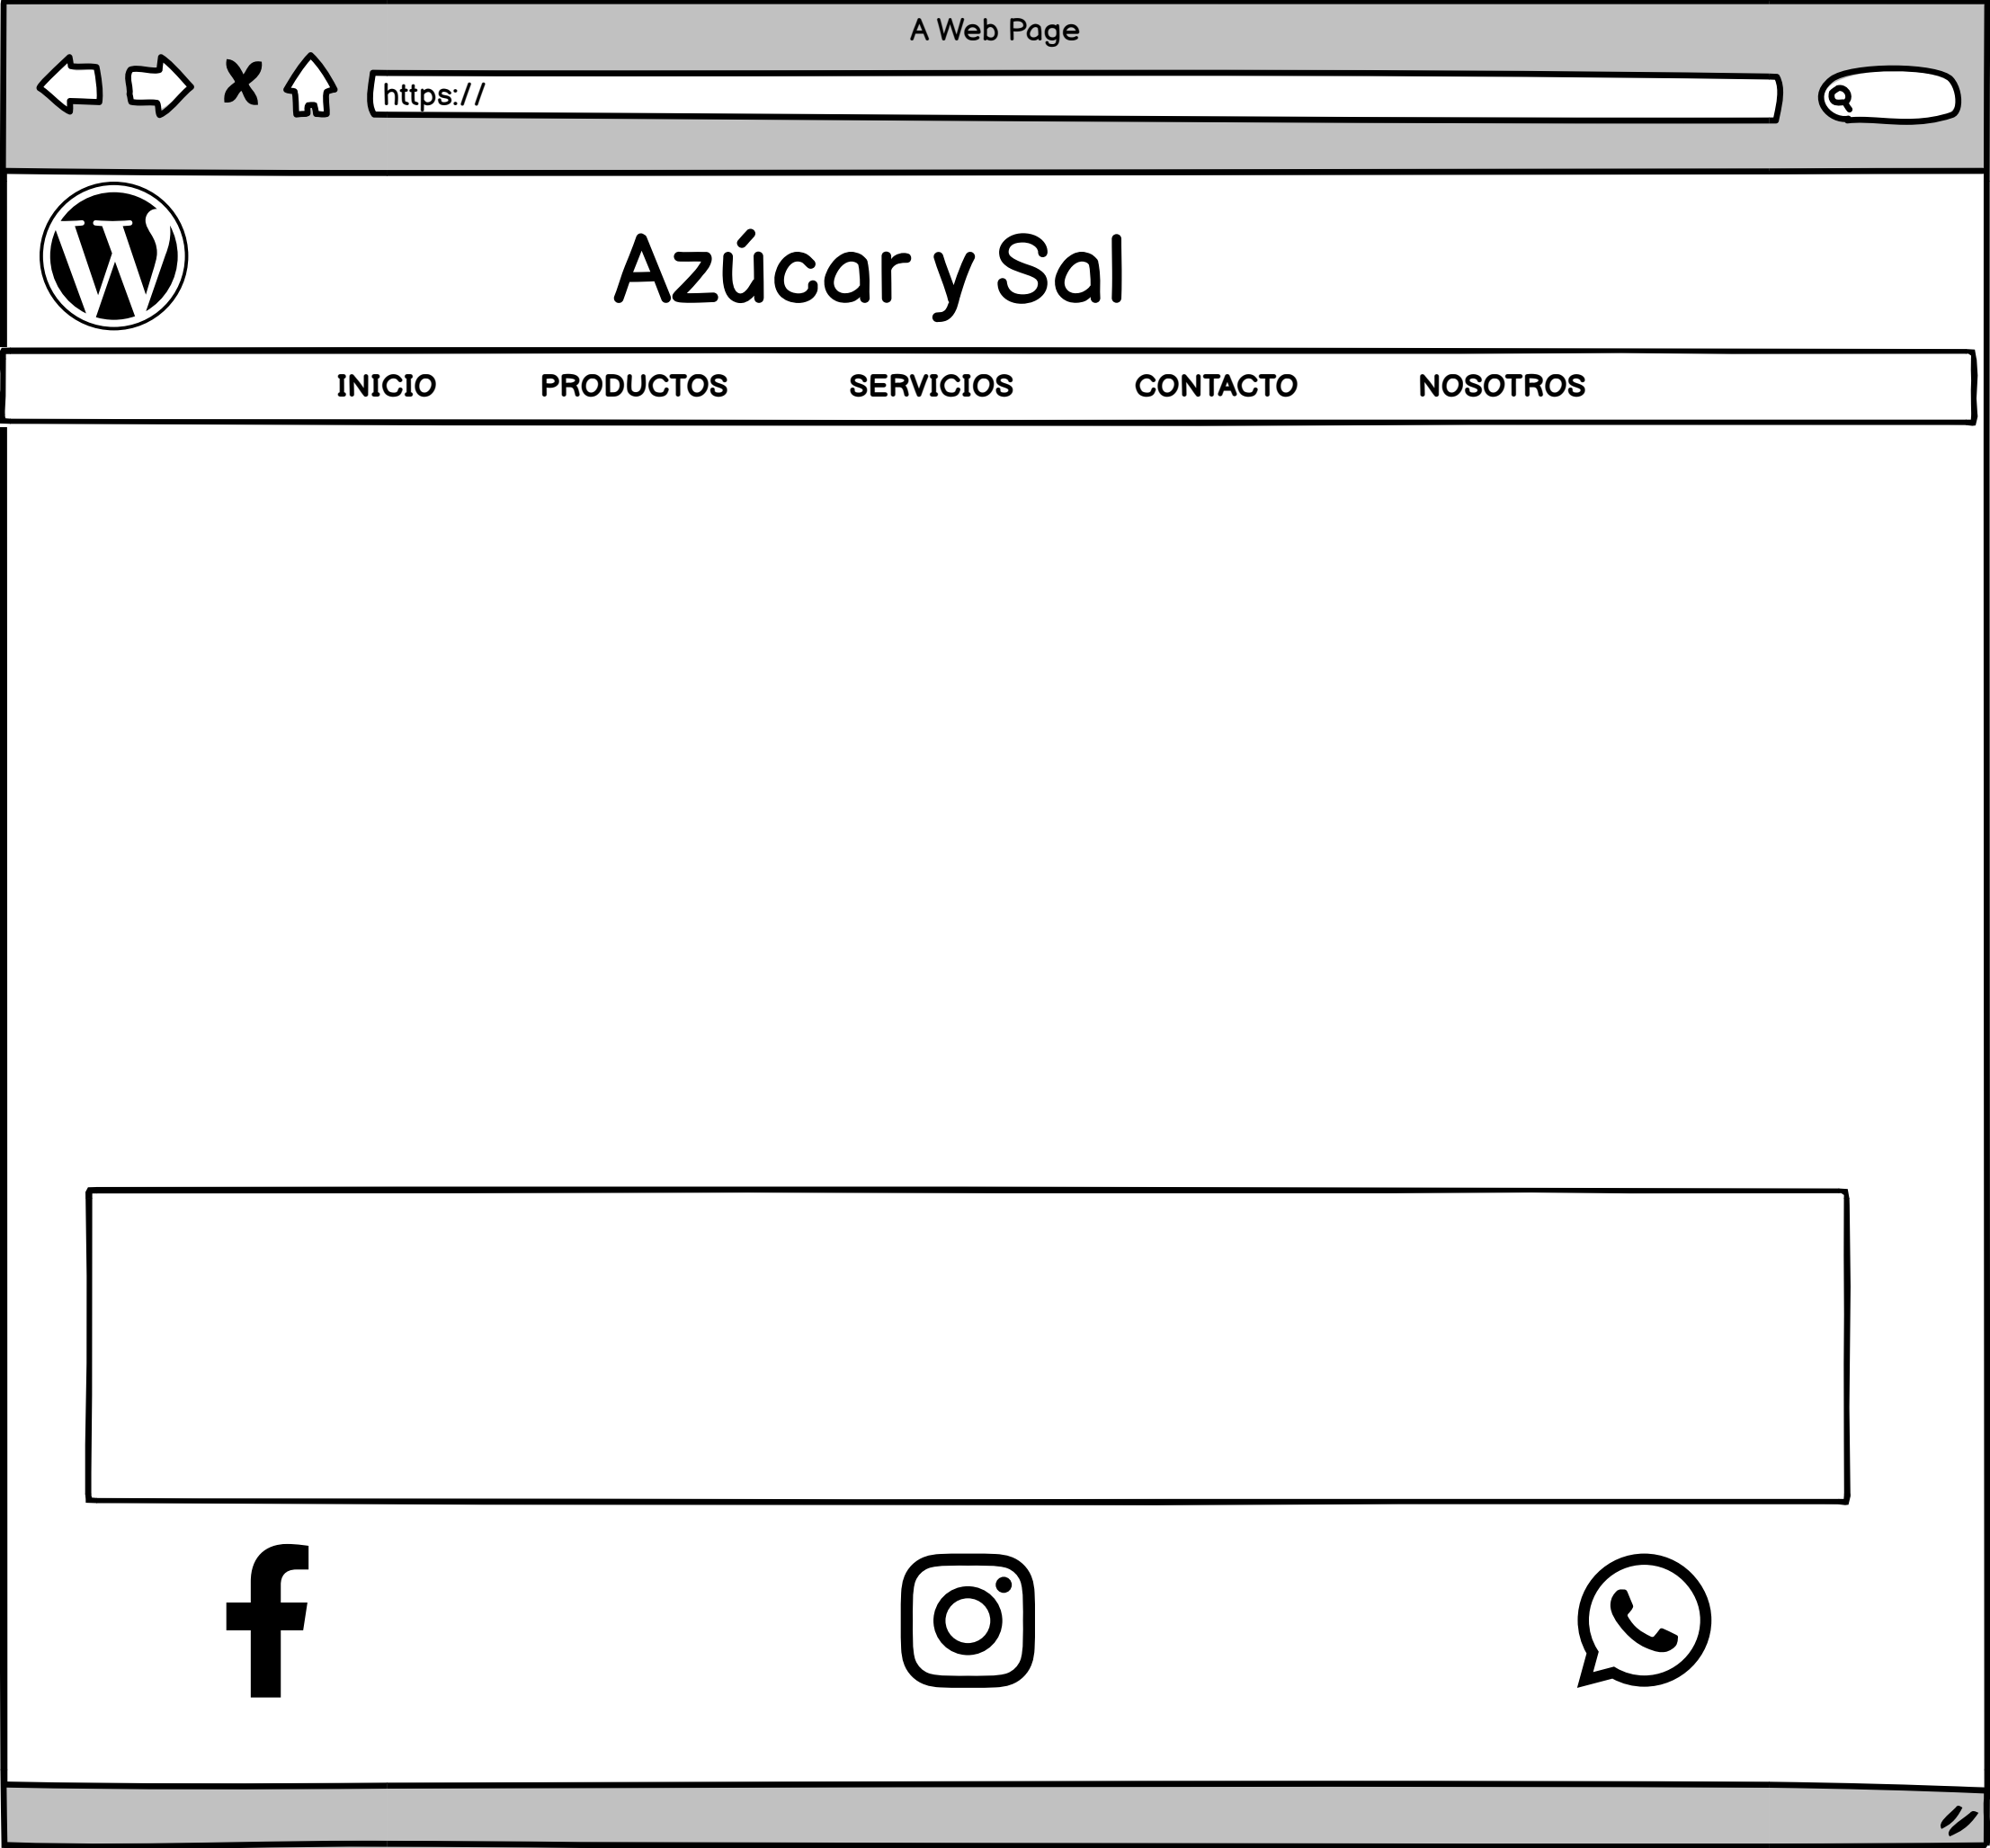 A Web Page
https://
Azúcar y Sal
INICIO PRODUCTOS SERVICIOS CONTACTO NOSOTROS